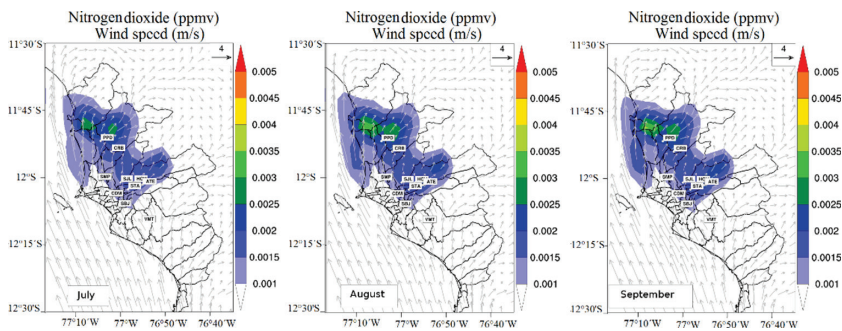 Nitrogen dioxide (ppmv)
Wind speed (m/s)
11°30'S
11°45'S
12°S
12°15'S
12°30'S
77°10'W
77°W
76°50'W
76°40'W
4
PPD
CRB
SMP
SJL
HCH
ATE
STA
CDM
SBJ
VMT
July
0.005
0.0045
0.004
0.0035
0.003
0.0025
0.002
0.0015
0.001
Nitrogen dioxide (ppmv)
Wind speed (m/s)
11°30'S
11°45'S
12°S
12°15'S
12°30'S
77°10'W
77°W
76°50'W
76°40'W
4
PPD
CRB
SMP
SJL
ATE
STA
CDM
SBJ
VMT
August
0.005
0.0045
0.004
0.0035
0.003
0.0025
0.002
0.0015
0.001
Nitrogen dioxide (ppmv)
Wind speed (m/s)
11°30'S
11°45'S
12°S
12°15'S
12°30'S
77°10'W
77°W
76°50'W
76°40'W
4
PPD
CRB
SMP
SJL
ATE
STA
CDM
SBJ
VMT
September
0.005
0.0045
0.004
0.0035
0.003
0.0025
0.002
0.0015
0.001